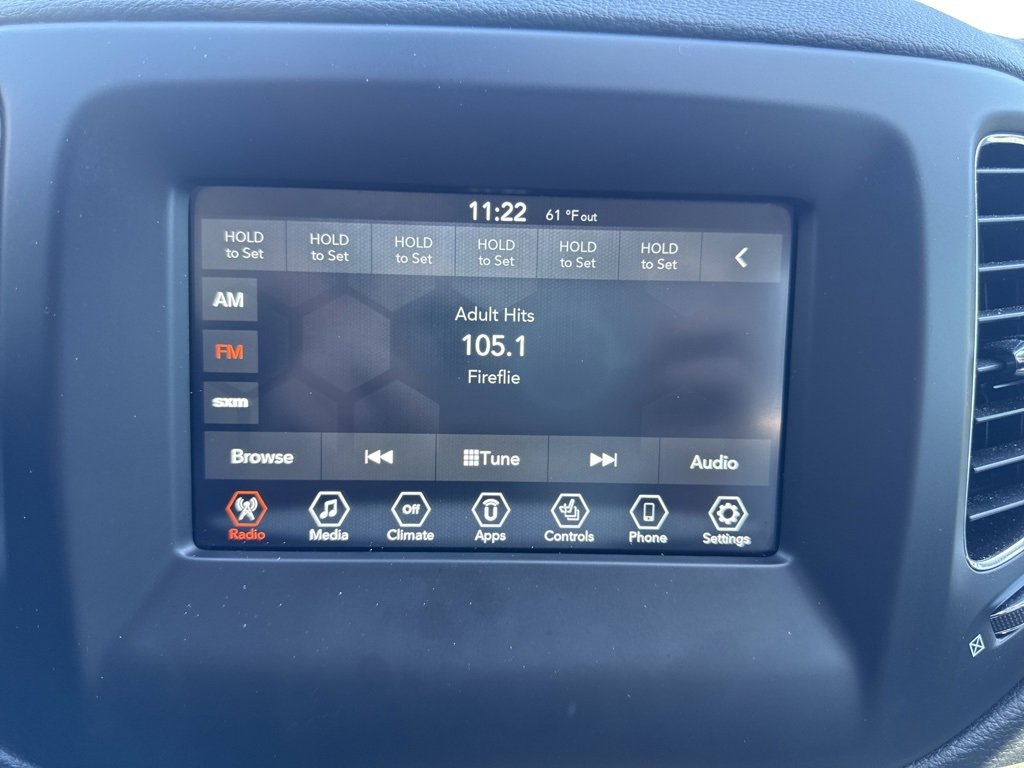 11:22 61 °F out
HOLD to Set
HOLD to Set
HOLD to Set
HOLD to Set
HOLD to Set
HOLD to Set
AM
FM
sxm
Adult Hits
105.1
Fireflie
Browse Tune Audio
Off
Radio Media Climate Apps Controls Phone Settings